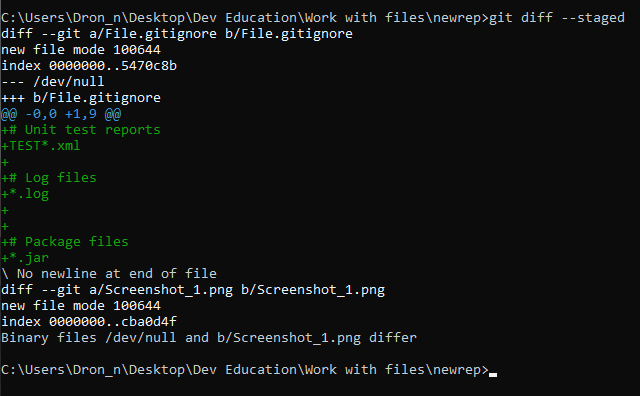 C:\Users\Dron_n\Desktop\Dev Education\Work with files\newrep>git diff --staged
diff --git a/File.gitignore b/File.gitignore
new file mode 100644
index 0000000..5470c8b
--- /dev/null
+++ b/File.gitignore
@@ -0,0 +1,9 @@
+# Unit test reports
+TEST*.xml
+
+# Log files
+*.log
+
+
+# Package files
+*.jar
\ No newline at end of file
diff --git a/Screenshot_1.png b/Screenshot_1.png
new file mode 100644
index 0000000..cba0d4f
Binary files /dev/null and b/Screenshot_1.png differ
C:\Users\Dron_n\Desktop\Dev Education\Work with files\newrep>